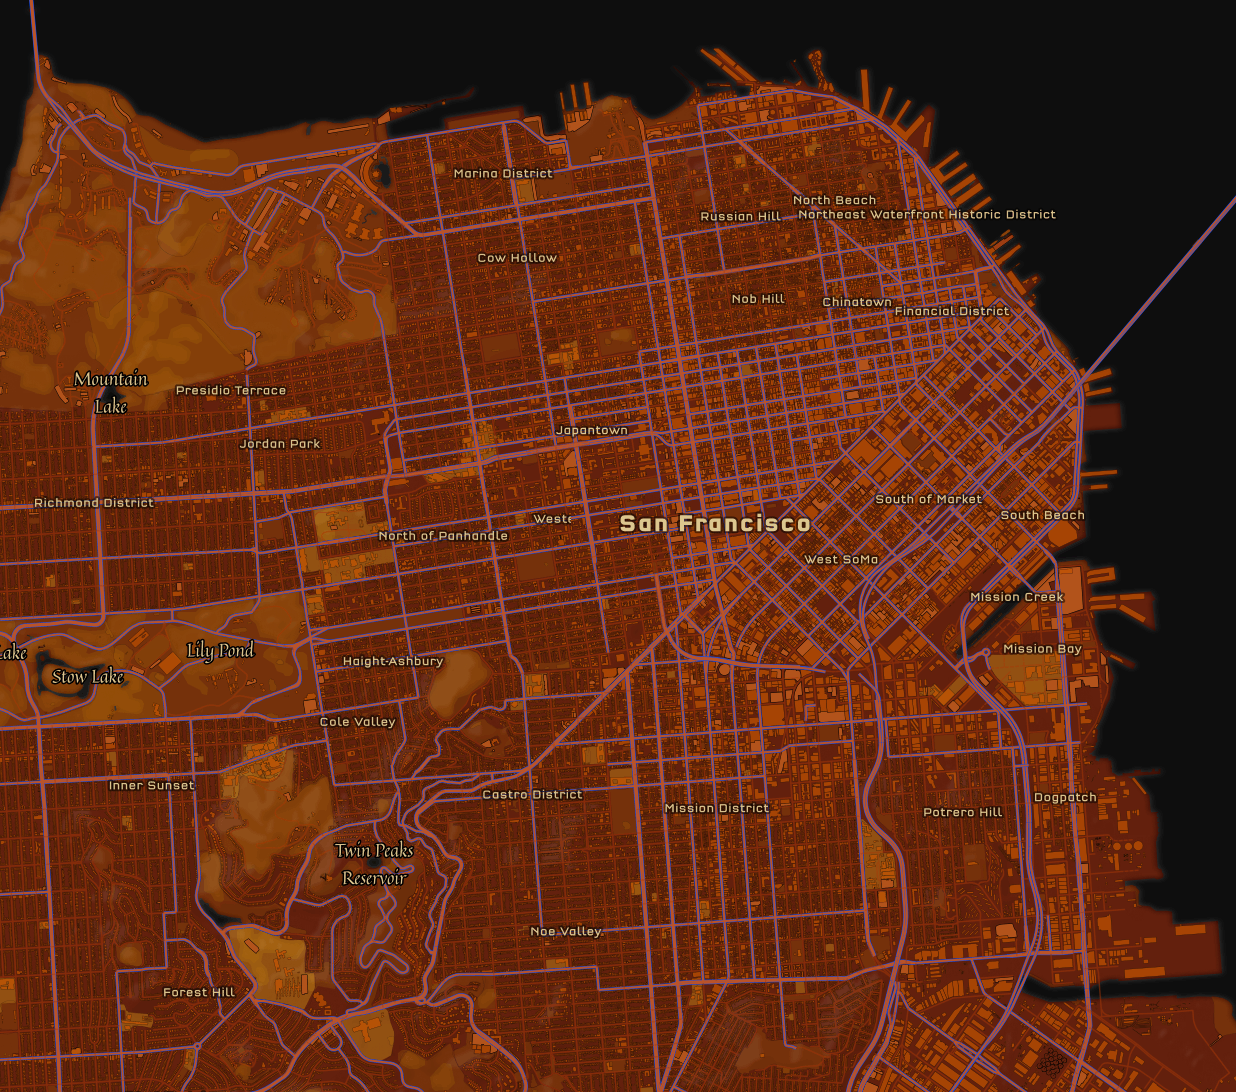 Marina District
North Beach
Russian Hill
Northeast Waterfront Historic District
Cow Hollow
Nob Hill
Chinatown
Financial District
Mountain
Lake
Presidio Terrace
Jordan Park
Japantown
Richmond District
South of Market
South Beach
Weste
San Francisco
North of Panhandle
West SoMa
Mission Creek
Lake
Lily Pond
Mission Bay
Haight-Ashbury
Stow Lake
Cole Valley
Inner Sunset
Castro District
Mission District
Dogpatch
Potrero Hill
Twin Peaks
Reservoir
Noe Valley
Forest Hill